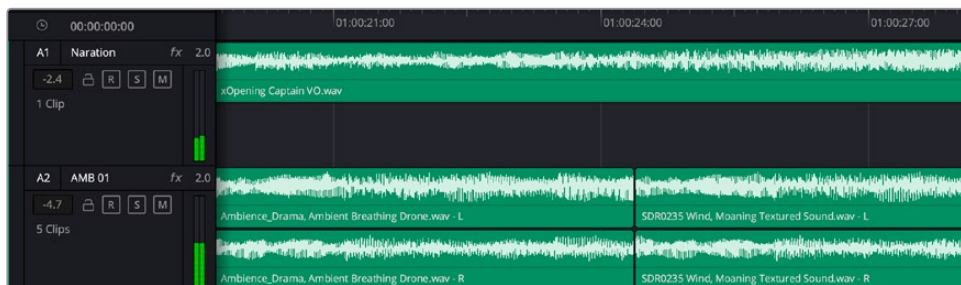 00:00:00:00 01:00:21:00 01:00:24:00 01:00:27:00
A1 Naration fx 2.0
-2.4 R S M
xOpening Captain VO.wav
1 Clip
A2 AMB 01 fx 2.0
-4.7 R S M
Ambience_Drama, Ambient Breathing Drone.wav - L SDR0235 Wind, Moaning Textured Sound.wav - L
5 Clips
Ambience_Drama, Ambient Breathing Drone.wav - R SDR0235 Wind, Moaning Textured Sound.wav - R